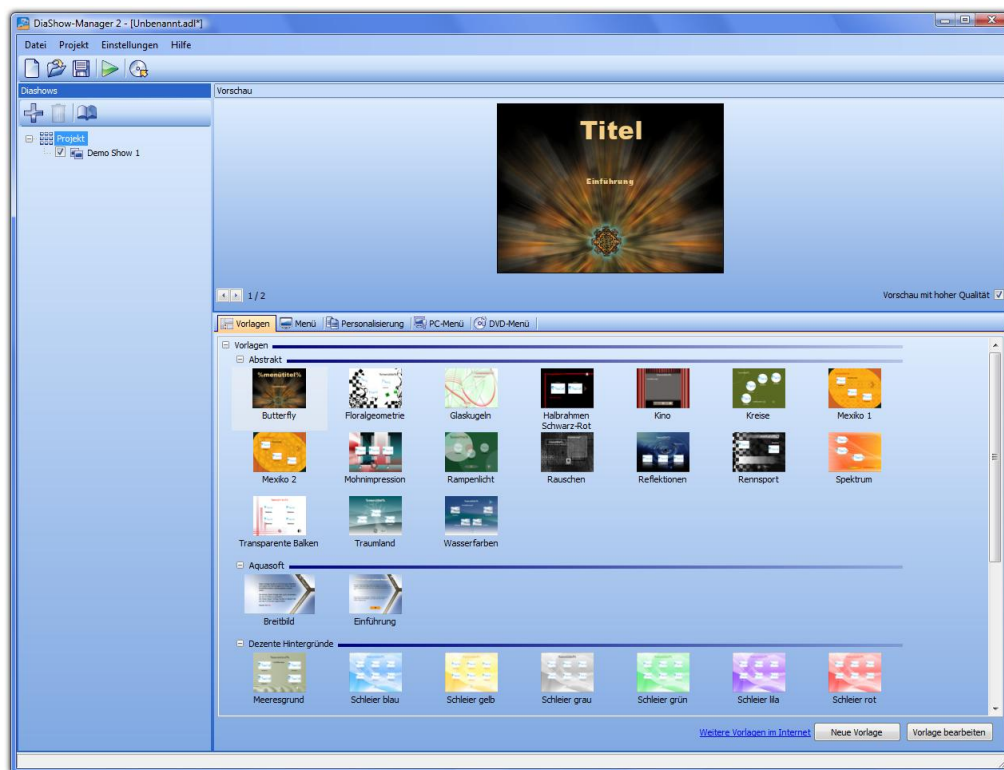 DiaShow-Manager 2 - [Unbenannt.adl*]
Datei Projekt Einstellungen Hilfe
Diashows
Projekt
Demo Show 1
Vorschau
Titel
Einführung
1 / 2
Vorschau mit hoher Qualität
Vorlagen Menü Personalisierung PC-Menü DVD-Menü
Vorlagen
Abstrakt
%menütitel%
Butterfly Floralgeometrie Glaskugeln Halbrahmen Schwarz-Rot Kino Kreise Mexiko 1
Mexiko 2 Mohnimpression Rampenlicht Rauschen Reflektionen Rennsport Spektrum
Transparente Balken Traumland Wasserfarben
Aquasoft
Breitbild Einführung
Dezente Hintergründe
Meeresgrund Schleier blau Schleier gelb Schleier grau Schleier grün Schleier lila Schleier rot
Weitere Vorlagen im Internet Neue Vorlage Vorlage bearbeiten